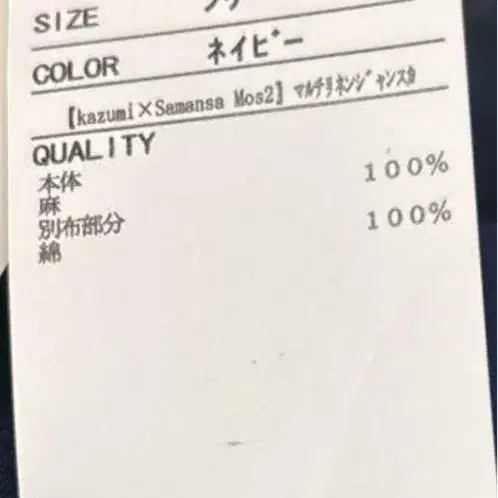 SIZE
COLOR ネイビー
【kazumi×Samansa Mos2】マルチリネンジャンスカ
QUALITY
本体
麻 100%
別布部分
綿 100%